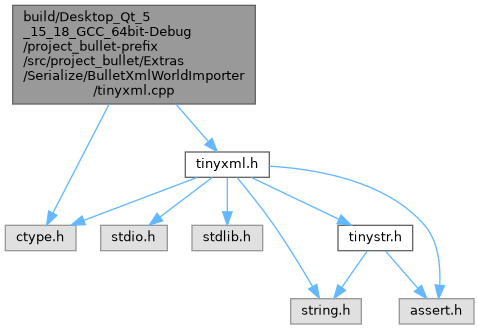 build/Desktop_Qt_5
_15_18_GCC_64bit-Debug
/project_bullet-prefix
/src/project_bullet/Extras
/Serialize/BulletXmlWorldImporter
/tinyxml.cpp
tinyxml.h
ctype.h
stdio.h
stdlib.h
tinystr.h
string.h
assert.h